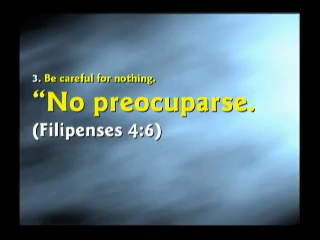 3. Be careful for nothing.
“No preocuparse.
(Filipenses 4:6)